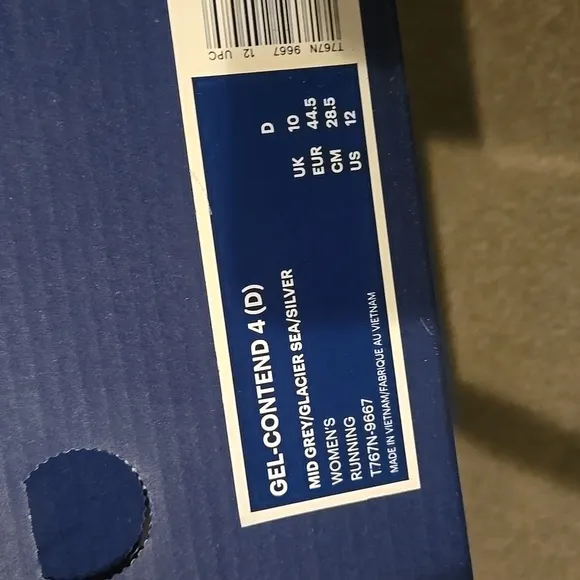 T767N 9667 12 UPC
GEL-CONTEND 4 (D)
MID GREY/GLACIER SEA/SILVER
WOMEN'S
RUNNING
T767N-9667
MADE IN VIETNAM/FABRIQUE AU VIETNAM
D
UK 10
EUR 44.5
CM 28.5
US 12